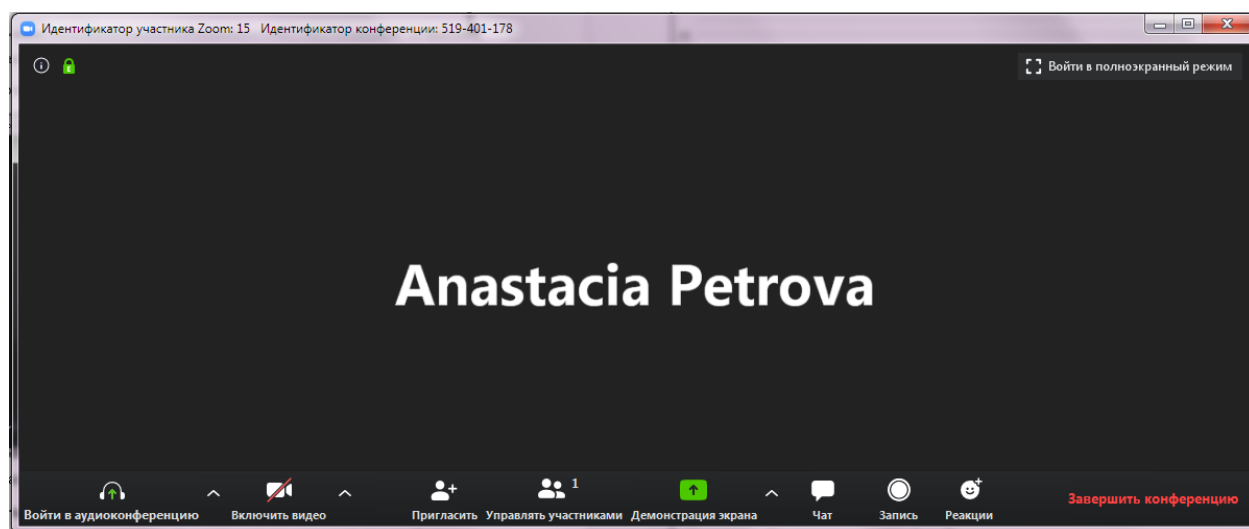 Идентификатор участника Zoom: 15 Идентификатор конференции: 519-401-178
Войти в полноэкранный режим
Anastacia Petrova
1
Войти в аудиоконференцию Включить видео Пригласить Управлять участниками Демонстрация экрана Чат Запись Реакции Завершить конференцию